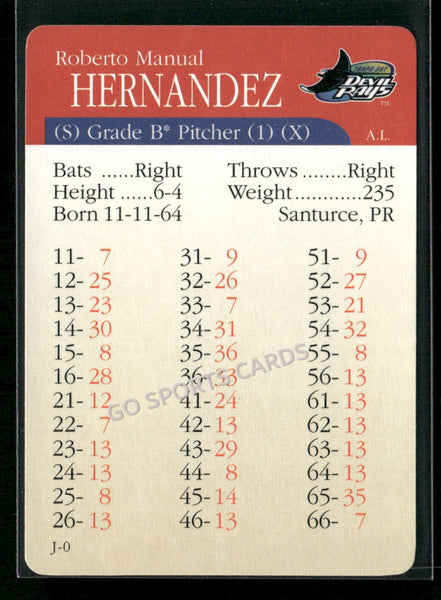 Roberto Manual
HERNANDEZ
TAMPA BAY
DEVIL
RAYS
TM
(S) Grade B* Pitcher (1) (X)
A.L.
Bats ......Right Throws ........Right
Height ......6-4 Weight.............235
Born 11-11-64 Santurce, PR
11- 7 31- 9 51- 9
12-25 32-26 52-27
13-23 33- 7 53-21
14-30 34-31 54-32
15- 8 35-36 55- 8
16-28 36-33 56-13
21-12 41-24 61-13
22- 7 42-13 62-13
23-13 43-29 63-13
24-13 44- 8 64-13
25- 8 45-14 65-35
26-13 46-13 66- 7
GO SPORTS CARDS
J-0